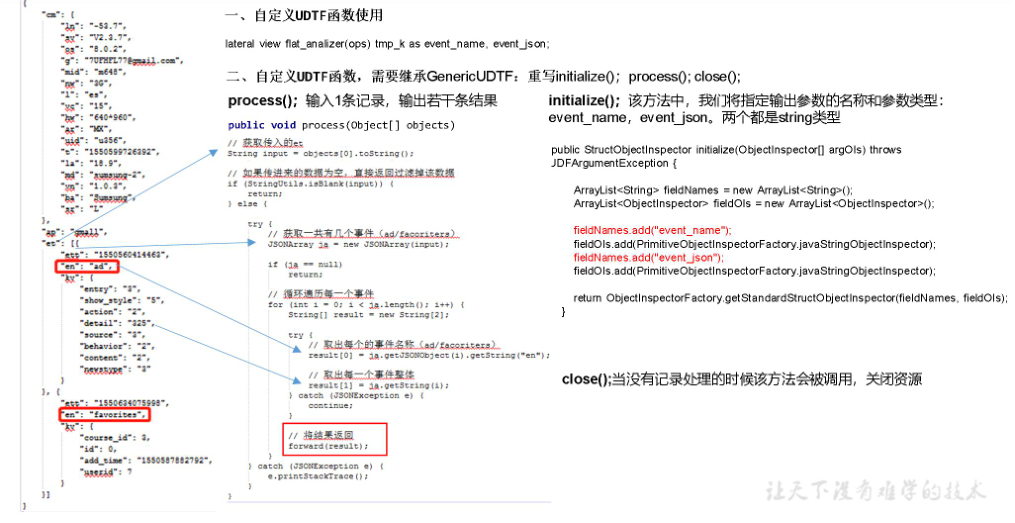 {
"cm": {
"ln": "-53.7",
"sv": "V2.3.7",
"os": "8.0.2",
"g": "7UFHFL77@gmail.com",
"mid": "m648",
"nw": "3G",
"l": "es",
"vc": "15",
"hw": "640*960",
"ar": "MX",
"uid": "u356",
"t": "1550599726392",
"la": "18.9",
"md": "sumsung-2",
"vn": "1.0.3",
"ba": "Sumsung",
"sr": "L"
},
"ap": "gmall",
"et": [{
"ett": "1550560414463",
"en": "ad",
"kv": {
"entry": "3",
"show_style": "5",
"action": "2",
"detail": "325",
"source": "3",
"behavior": "2",
"content": "2",
"newstype": "3"
}
}, {
"ett": "1550634075998",
"en": "favorites",
"kv": {
"course_id": 3,
"id": 0,
"add_time": "1550587882792",
"userid": 7
}
}]
}
一、自定义UDTF函数使用
lateral view flat_analizer(ops) tmp_k as event_name, event_json;
二、自定义UDTF函数，需要继承GenericUDTF：重写initialize()；process(); close();
process()；输入1条记录，输出若干条结果
public void process(Object[] objects)
// 获取传入的et
String input = objects[0].toString();
// 如果传进来的数据为空，直接返回过滤掉该数据
if (StringUtils.isBlank(input)) {
return;
} else {
try {
// 获取一共有几个事件（ad/facoriters）
JSONArray ja = new JSONArray(input);
if (ja == null)
return;
// 循环遍历每一个事件
for (int i = 0; i < ja.length(); i++) {
String[] result = new String[2];
try {
// 取出每个的事件名称（ad/facoriters）
result[0] = ja.getJSONObject(i).getString("en");
// 取出每一个事件整体
result[1] = ja.getString(i);
} catch (JSONException e) {
continue;
}
// 将结果返回
forward(result);
}
} catch (JSONException e) {
e.printStackTrace();
}
}
initialize()；该方法中，我们将指定输出参数的名称和参数类型：
event_name，event_json。两个都是string类型
public StructObjectInspector initialize(ObjectInspector[] argOIs) throws
JDFArgumentException {
ArrayList<String> fieldNames = new ArrayList<String>();
ArrayList<ObjectInspector> fieldOIs = new ArrayList<ObjectInspector>();
fieldNames.add("event_name");
fieldOIs.add(PrimitiveObjectInspectorFactory.javaStringObjectInspector);
fieldNames.add("event_json");
fieldOIs.add(PrimitiveObjectInspectorFactory.javaStringObjectInspector);
return ObjectInspectorFactory.getStandardStructObjectInspector(fieldNames, fieldOIs);
}
close();当没有记录处理的时候该方法会被调用，关闭资源
让天下没有难学的技术